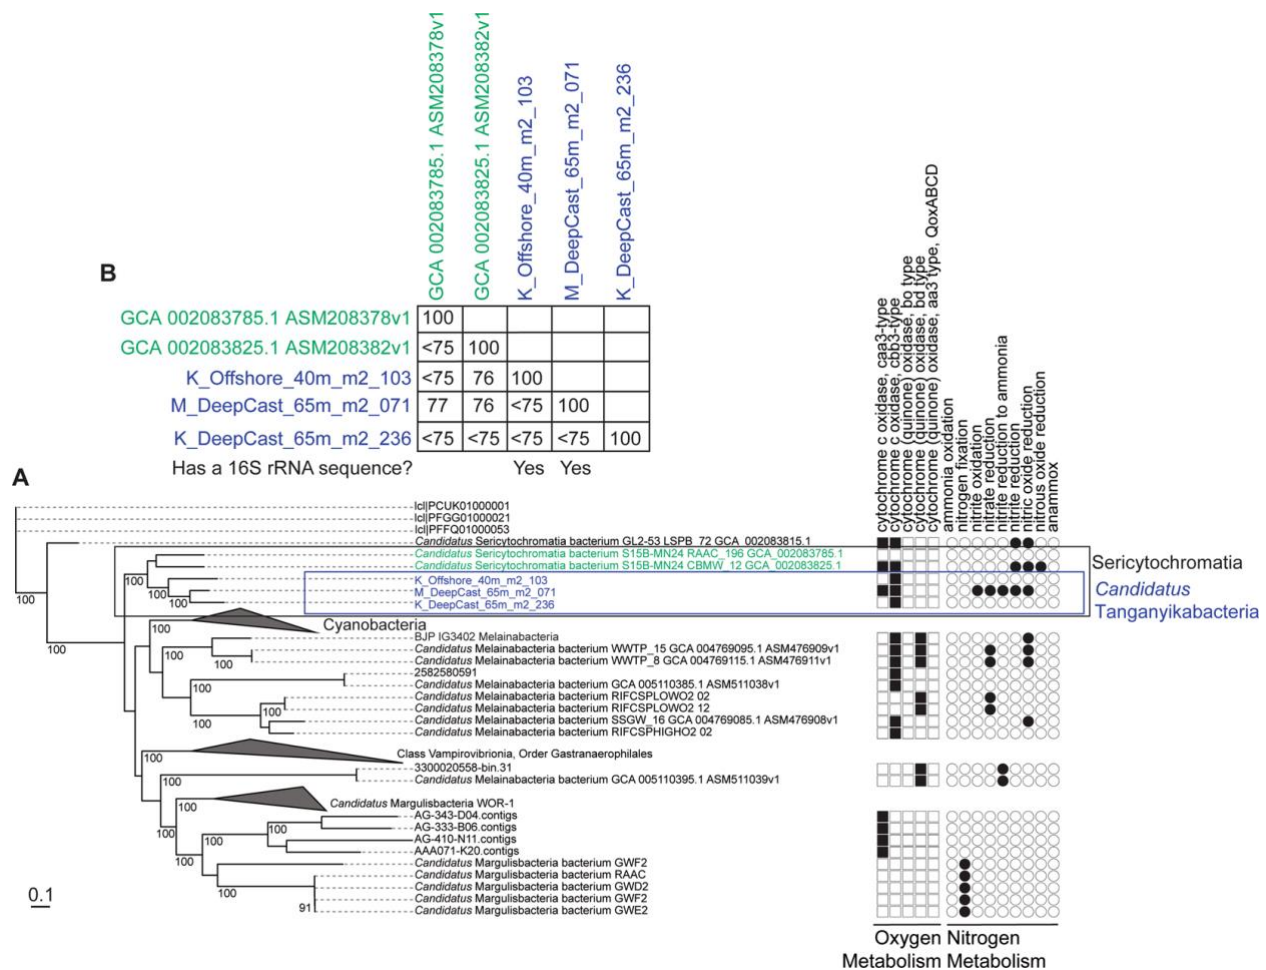 B
GCA 002083785.1 ASM208378v1
GCA 002083825.1 ASM208382v1
K_Offshore_40m_m2_103
M_DeepCast_65m_m2_071
K_DeepCast_65m_m2_236
GCA 002083785.1 ASM208378v1 100
GCA 002083825.1 ASM208382v1 <75 100
K_Offshore_40m_m2_103 <75 76 100
M_DeepCast_65m_m2_071 77 76 <75 100
K_DeepCast_65m_m2_236 <75 <75 <75 <75 100
Has a 16S rRNA sequence? Yes Yes
A
cytochrome c oxidase, caa3-type
cytochrome c oxidase, cbb3-type
cytochrome (quinone) oxidase, bo type
cytochrome (quinone) oxidase, bd type
cytochrome (quinone) oxidase, aa3 type, QoxABCD
ammonia oxidation
nitrogen fixation
nitrite oxidation
nitrate reduction
nitrite reduction to ammonia
nitrite reduction
nitric oxide reduction
nitrous oxide reduction
anammox
lcl|PCUK01000001
lcl|PFGG01000021
lcl|PFFQ01000053
Candidatus Sericytochromatia bacterium GL2-53 LSPB_72 GCA_002083815.1
Candidatus Sericytochromatia bacterium S15B-MN24 RAAC_196 GCA_002083785.1
Candidatus Sericytochromatia bacterium S15B-MN24 CBMW_12 GCA_002083825.1
Sericytochromatia
K_Offshore_40m_m2_103
M_DeepCast_65m_m2_071
K_DeepCast_65m_m2_236
Candidatus
Tanganyikabacteria
100
100
100
100
100
Cyanobacteria
BJP IG3402 Melainabacteria
Candidatus Melainabacteria bacterium WWTP_15 GCA 004769095.1 ASM476909v1
Candidatus Melainabacteria bacterium WWTP_8 GCA 004769115.1 ASM476911v1
100
2582580591
Candidatus Melainabacteria bacterium GCA 005110385.1 ASM511038v1
100
Candidatus Melainabacteria bacterium RIFCSPLOWO2 02
Candidatus Melainabacteria bacterium RIFCSPLOWO2 12
100
Candidatus Melainabacteria bacterium SSGW_16 GCA 004769085.1 ASM476908v1
Candidatus Melainabacteria bacterium RIFCSPHIGHO2 02
100
Class Vampirovibrionia, Order Gastranaerophilales
3300020558-bin.31
Candidatus Melainabacteria bacterium GCA 005110395.1 ASM511039v1
100
100
Candidatus Margulisbacteria WOR-1
AG-343-D04.contigs
AG-333-B06.contigs
100
AG-410-N11.contigs
100
100
AAA071-K20.contigs
100
Candidatus Margulisbacteria bacterium GWF2
Candidatus Margulisbacteria bacterium RAAC
Candidatus Margulisbacteria bacterium GWD2
100
Candidatus Margulisbacteria bacterium GWF2
Candidatus Margulisbacteria bacterium GWE2
91
0.1
Oxygen Metabolism
Nitrogen Metabolism